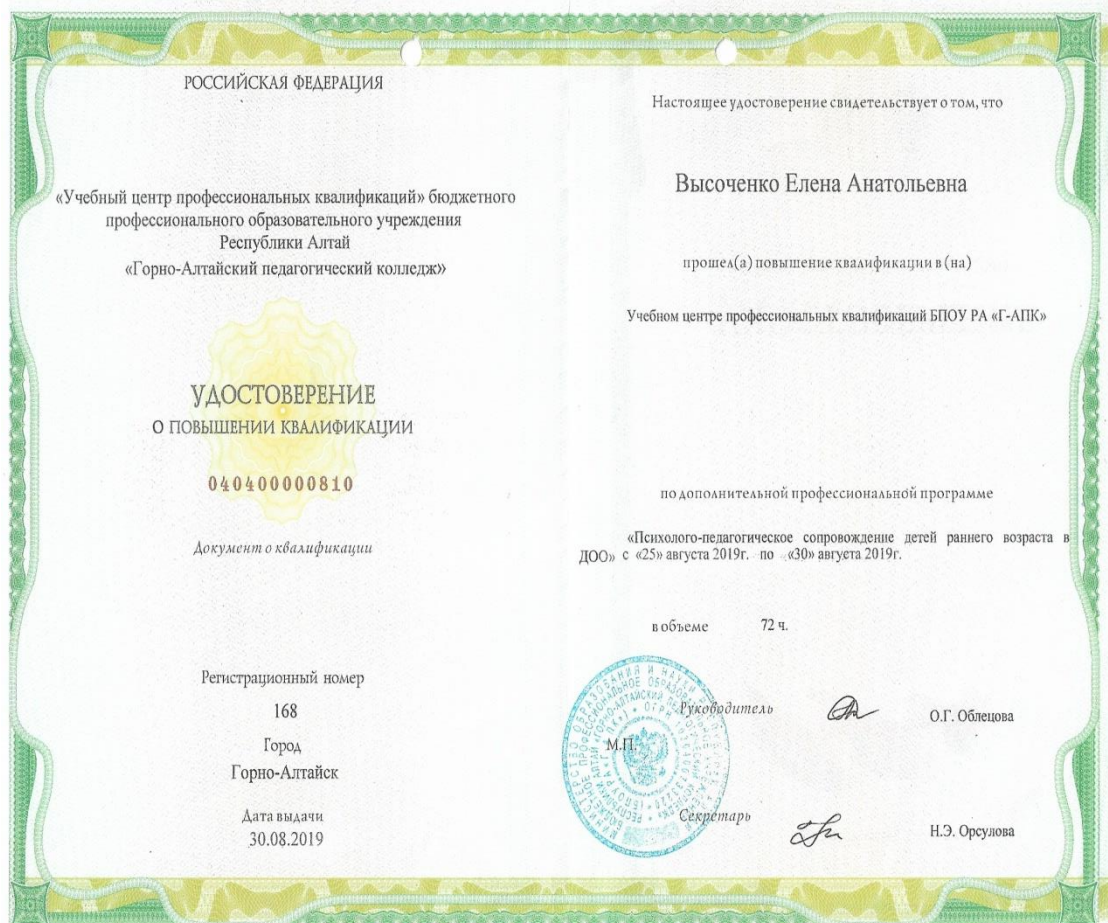 РОССИЙСКАЯ ФЕДЕРАЦИЯ
«Учебный центр профессиональных квалификаций» бюджетного
профессионального образовательного учреждения
Республики Алтай
«Горно-Алтайский педагогический колледж»
УДОСТОВЕРЕНИЕ
О ПОВЫШЕНИИ КВАЛИФИКАЦИИ
040400000810
Документ о квалификации
Регистрационный номер
168
Город
Горно-Алтайск
Дата выдачи
30.08.2019
Настоящее удостоверение свидетельствует о том, что
Высоченко Елена Анатольевна
прошел(а) повышение квалификации в (на)
Учебном центре профессиональных квалификаций БПОУ РА «Г-АПК»
по дополнительной профессиональной программе
«Психолого-педагогическое сопровождение детей раннего возраста в
ДОО» с «25» августа 2019г. по «30» августа 2019г.
в объеме 72 ч.
Руководитель О.Г. Облецова
М.П.
Секретарь Н.Э. Орсулова